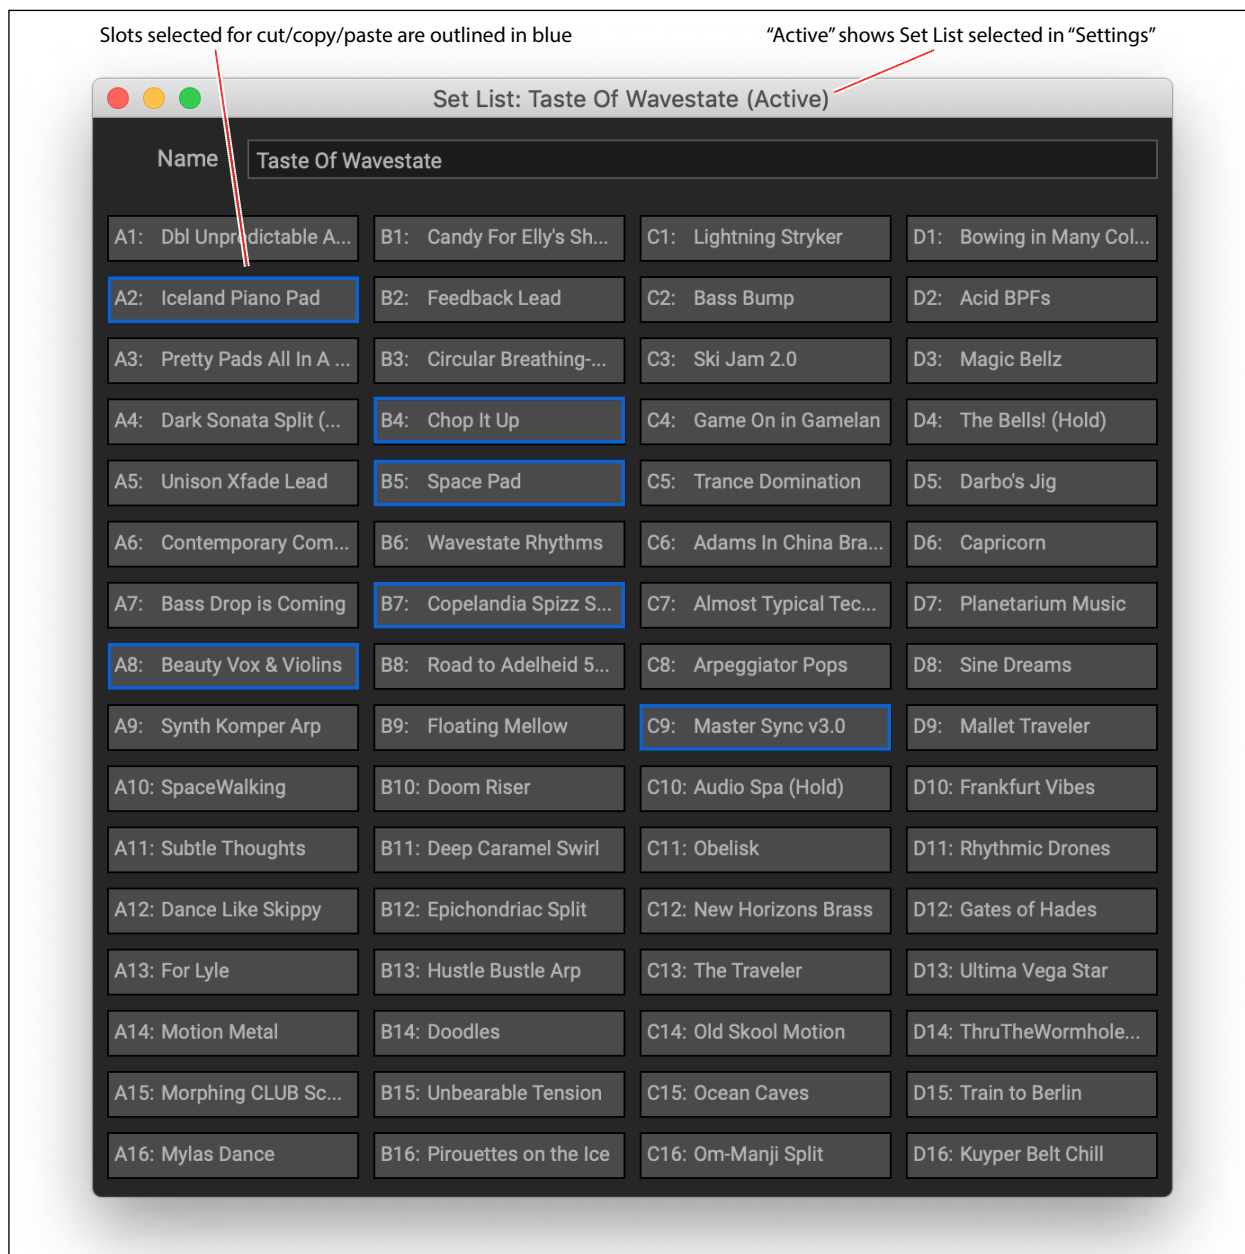 Slots selected for cut/copy/paste are outlined in blue
“Active” shows Set List selected in “Settings”
Set List: Taste Of Wavestate (Active)
Name Taste Of Wavestate
A1: Dbl Unpredictable A... B1: Candy For Elly's Sh... C1: Lightning Stryker D1: Bowing in Many Col...
A2: Iceland Piano Pad B2: Feedback Lead C2: Bass Bump D2: Acid BPFs
A3: Pretty Pads All In A ... B3: Circular Breathing-... C3: Ski Jam 2.0 D3: Magic Bellz
A4: Dark Sonata Split (... B4: Chop It Up C4: Game On in Gamelan D4: The Bells! (Hold)
A5: Unison Xfade Lead B5: Space Pad C5: Trance Domination D5: Darbo's Jig
A6: Contemporary Com... B6: Wavestate Rhythms C6: Adams In China Bra... D6: Capricorn
A7: Bass Drop is Coming B7: Copelandia Spizz S... C7: Almost Typical Tec... D7: Planetarium Music
A8: Beauty Vox & Violins B8: Road to Adelheid 5... C8: Arpeggiator Pops D8: Sine Dreams
A9: Synth Komper Arp B9: Floating Mellow C9: Master Sync v3.0 D9: Mallet Traveler
A10: SpaceWalking B10: Doom Riser C10: Audio Spa (Hold) D10: Frankfurt Vibes
A11: Subtle Thoughts B11: Deep Caramel Swirl C11: Obelisk D11: Rhythmic Drones
A12: Dance Like Skippy B12: Epichondriac Split C12: New Horizons Brass D12: Gates of Hades
A13: For Lyle B13: Hustle Bustle Arp C13: The Traveler D13: Ultima Vega Star
A14: Motion Metal B14: Doodles C14: Old Skool Motion D14: ThruTheWormhole...
A15: Morphing CLUB Sc... B15: Unbearable Tension C15: Ocean Caves D15: Train to Berlin
A16: Mylas Dance B16: Pirouettes on the Ice C16: Om-Manji Split D16: Kuyper Belt Chill